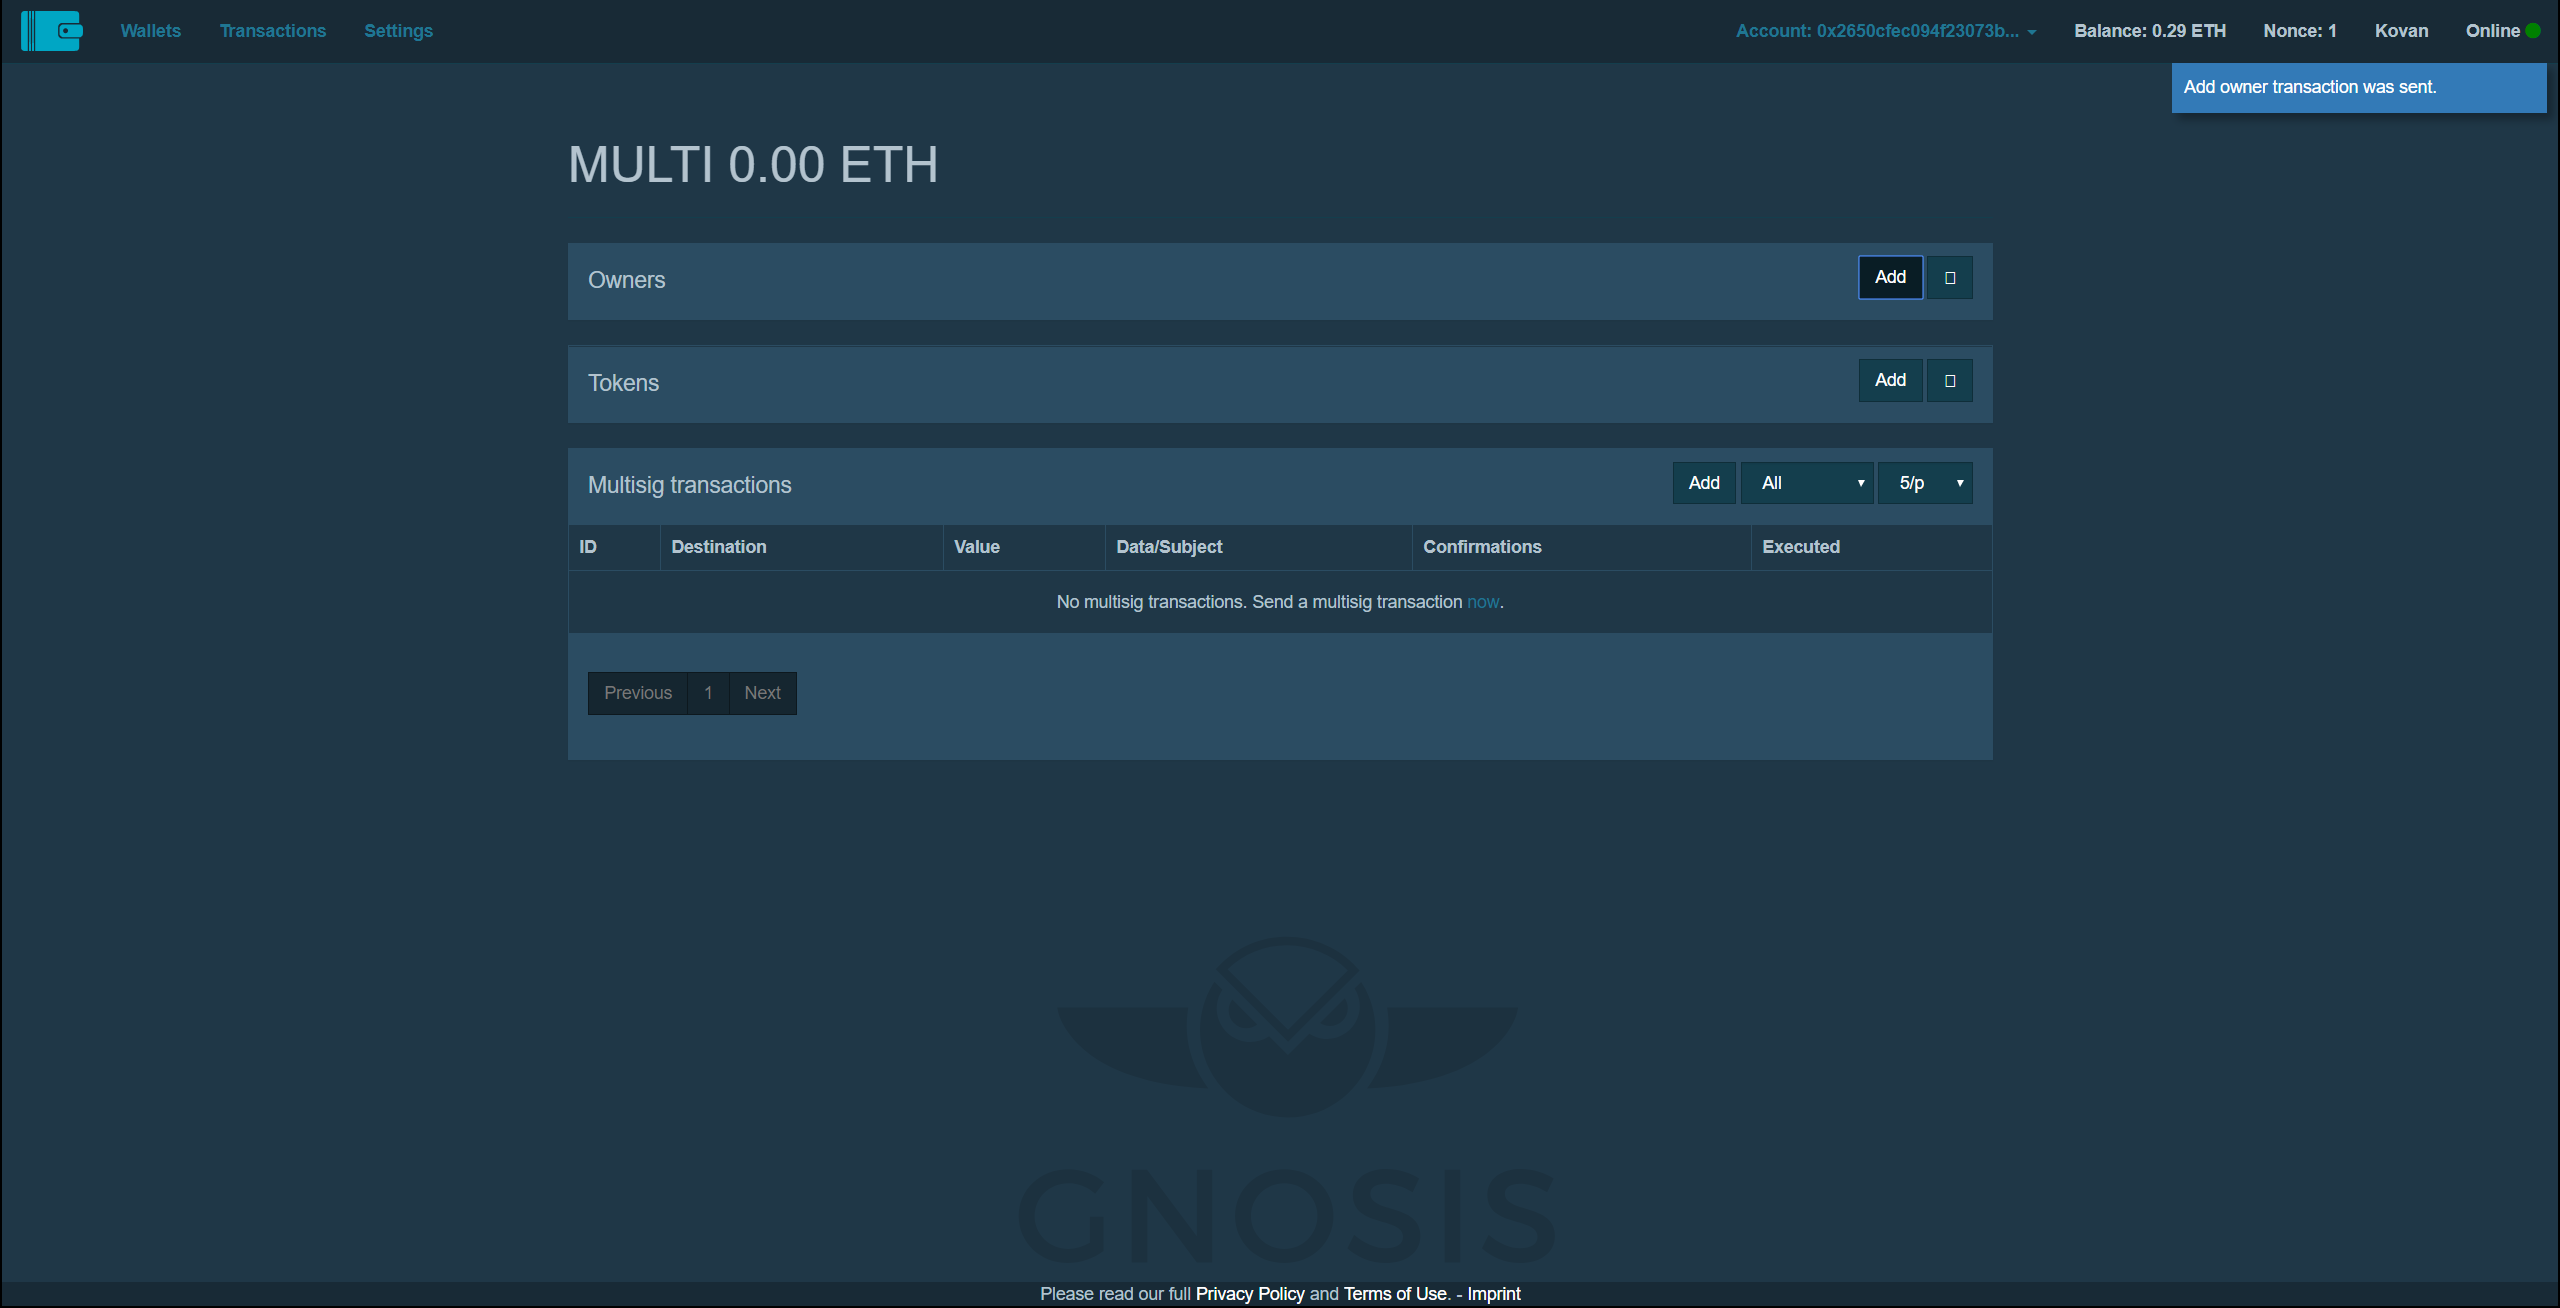 Wallets Transactions Settings Account: 0x2650cfec094f23073b... Balance: 0.29 ETH Nonce: 1 Kovan Online
Add owner transaction was sent.
MULTI 0.00 ETH
Owners Add
Tokens Add
Multisig transactions Add All 5/p
ID Destination Value Data/Subject Confirmations Executed
No multisig transactions. Send a multisig transaction now.
Previous 1 Next
GNOSIS
Please read our full Privacy Policy and Terms of Use. - Imprint